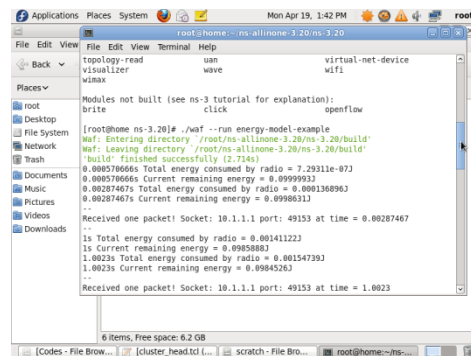 Applications Places System Mon Apr 19, 1:42 PM root
root@home:~/ns-allinone-3.20/ns-3.20
File Edit View
File Edit View Terminal Help
Back
Places
root
Desktop
File System
Network
Trash
Documents
Music
Pictures
Videos
Downloads
topology-read uan virtual-net-device
visualizer wave wifi
wimax
Modules not built (see ns-3 tutorial for explanation):
brite click openflow
[root@home ns-3.20]# ./waf --run energy-model-example
Waf: Entering directory `/root/ns-allinone-3.20/ns-3.20/build'
Waf: Leaving directory `/root/ns-allinone-3.20/ns-3.20/build'
'build' finished successfully (2.714s)
0.000570666s Total energy consumed by radio = 7.29311e-07J
0.000570666s Current remaining energy = 0.0999993J
0.00287467s Total energy consumed by radio = 0.000136896J
0.00287467s Current remaining energy = 0.0998631J
--
Received one packet! Socket: 10.1.1.1 port: 49153 at time = 0.00287467
--
1s Total energy consumed by radio = 0.00141122J
1s Current remaining energy = 0.0985888J
1.0023s Total energy consumed by radio = 0.00154739J
1.0023s Current remaining energy = 0.0984526J
--
Received one packet! Socket: 10.1.1.1 port: 49153 at time = 1.0023
6 items, Free space: 6.2 GB
[Codes - File Brow... [cluster_head.tcl (... scratch - File Bro... root@home:~/ns-...